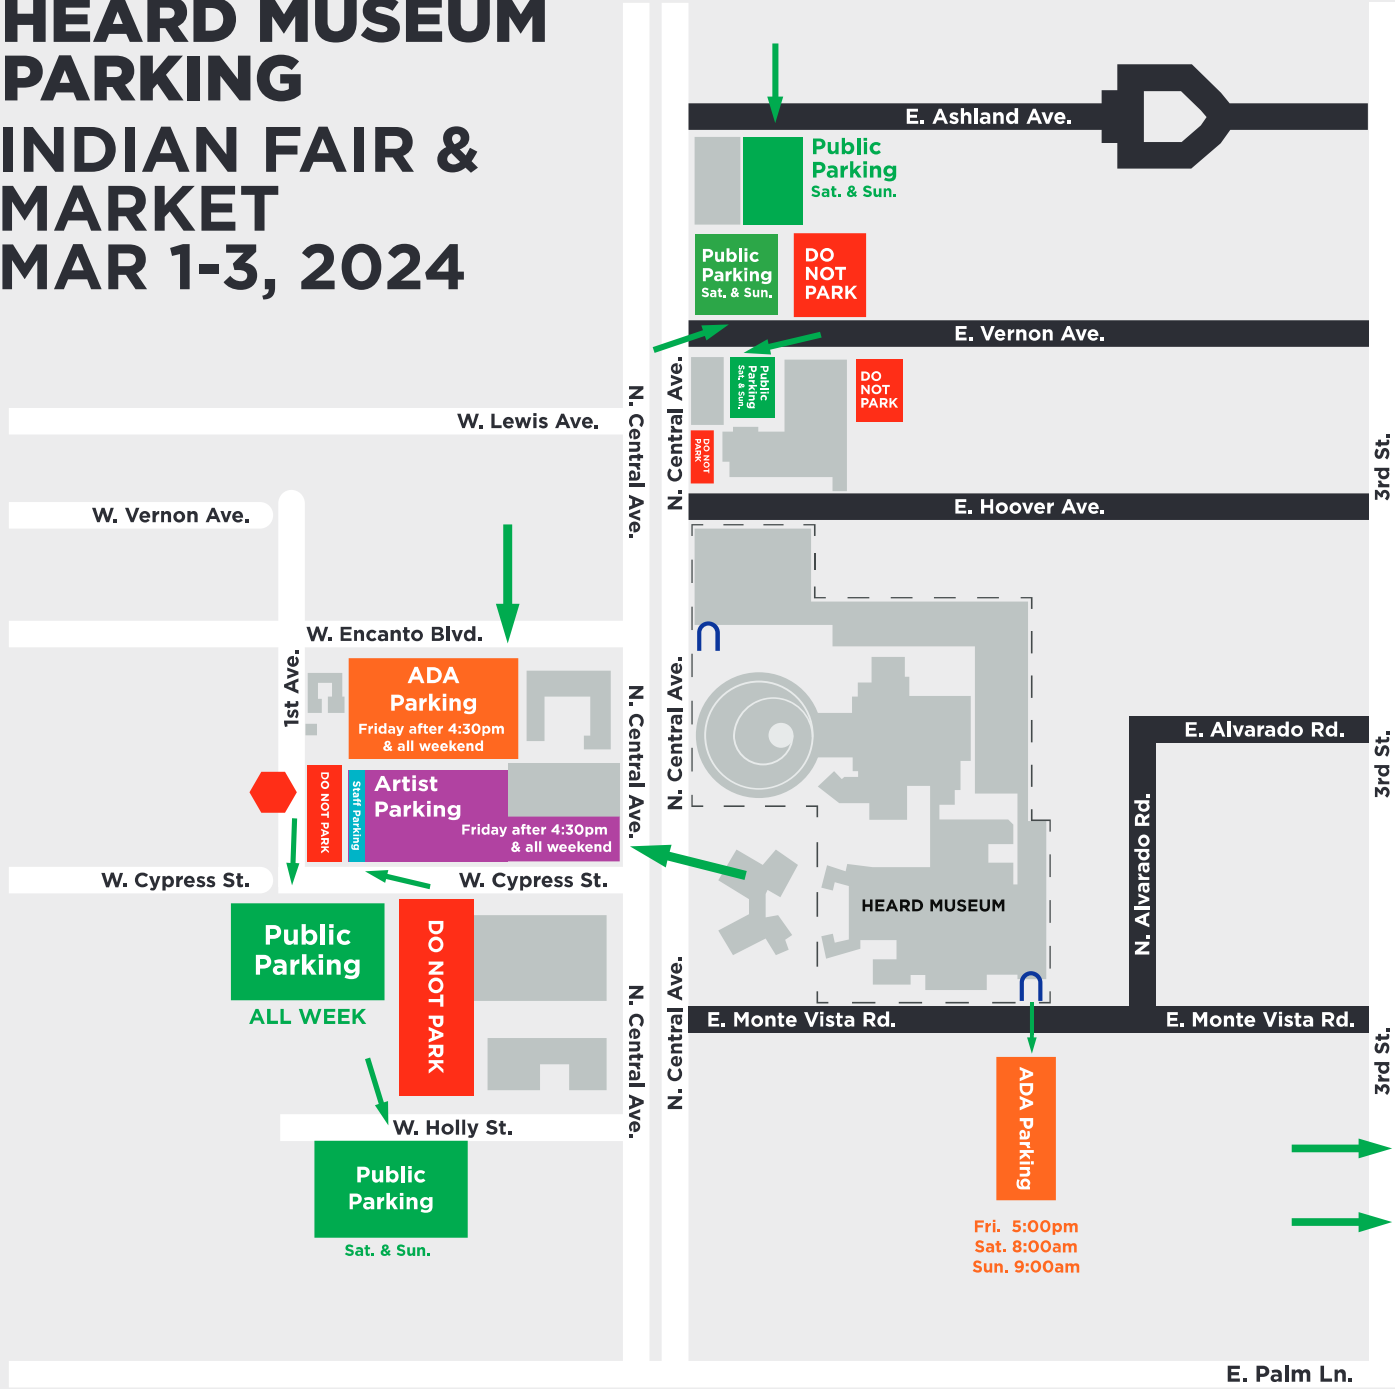 HEARD MUSEUM
PARKING
INDIAN FAIR &
MARKET
MAR 1-3, 2024
E. Ashland Ave.
Public
Parking
Sat. & Sun.
Public
Parking
Sat. & Sun.
DO
NOT
PARK
E. Vernon Ave.
Public
Parking
Sat. & Sun.
DO
NOT
PARK
DO NOT
PARK
N. Central Ave.
N. Central Ave.
3rd St.
W. Lewis Ave.
W. Vernon Ave.
E. Hoover Ave.
W. Encanto Blvd.
1st Ave.
ADA
Parking
Friday after 4:30pm
& all weekend
N. Central Ave.
N. Central Ave.
E. Alvarado Rd.
3rd St.
DO NOT PARK
Staff Parking
Artist
Parking
Friday after 4:30pm
& all weekend
N. Alvarado Rd.
W. Cypress St.
W. Cypress St.
HEARD MUSEUM
Public
Parking
ALL WEEK
DO NOT PARK
N. Central Ave.
N. Central Ave.
E. Monte Vista Rd.
E. Monte Vista Rd.
3rd St.
ADA Parking
W. Holly St.
Public
Parking
Sat. & Sun.
Fri. 5:00pm
Sat. 8:00am
Sun. 9:00am
E. Palm Ln.